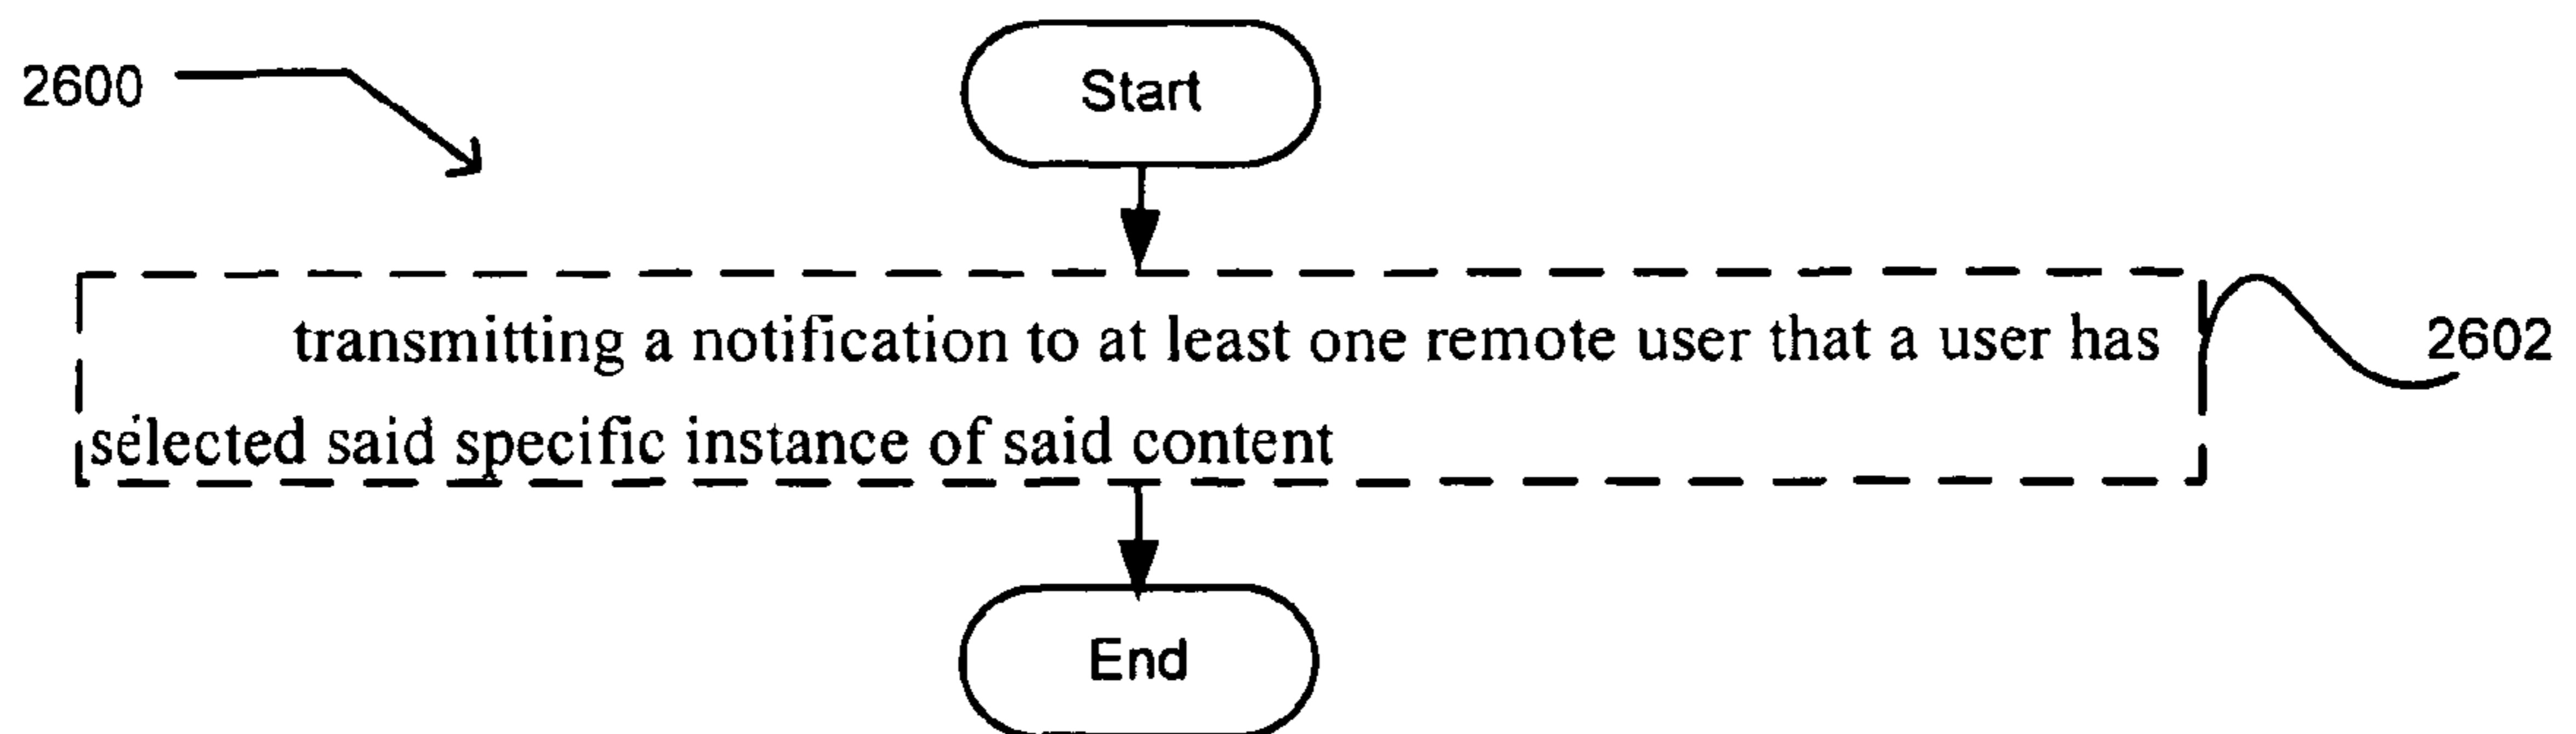 2600
Start
transmitting a notification to at least one remote user that a user has
2602
selected said specific instance of said content
End